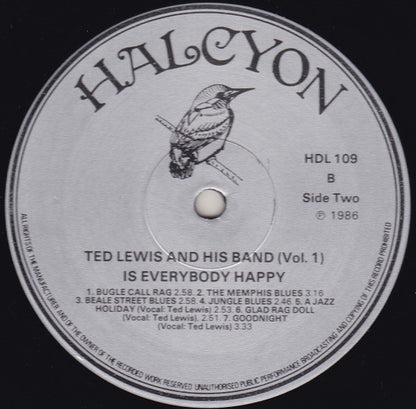 HALCYON
HDL 109
B
Side Two
℗ 1986
TED LEWIS AND HIS BAND (Vol. 1)
IS EVERYBODY HAPPY
1. BUGLE CALL RAG 2.58. 2. THE MEMPHIS BLUES 3.16
3. BEALE STREET BLUES 2.58. 4. JUNGLE BLUES 2.46. 5. A JAZZ
HOLIDAY (Vocal: Ted Lewis) 2.53. 6. GLAD RAG DOLL
(Vocal: Ted Lewis). 2.51. 7. GOODNIGHT
(Vocal: Ted Lewis) 3.33
ALL RIGHTS OF THE MANUFACTURER AND OF THE OWNER OF THE RECORDED WORK RESERVED UNAUTHORISED PUBLIC PERFORMANCE BROADCASTING AND COPYING OF THIS RECORD PROHIBITED